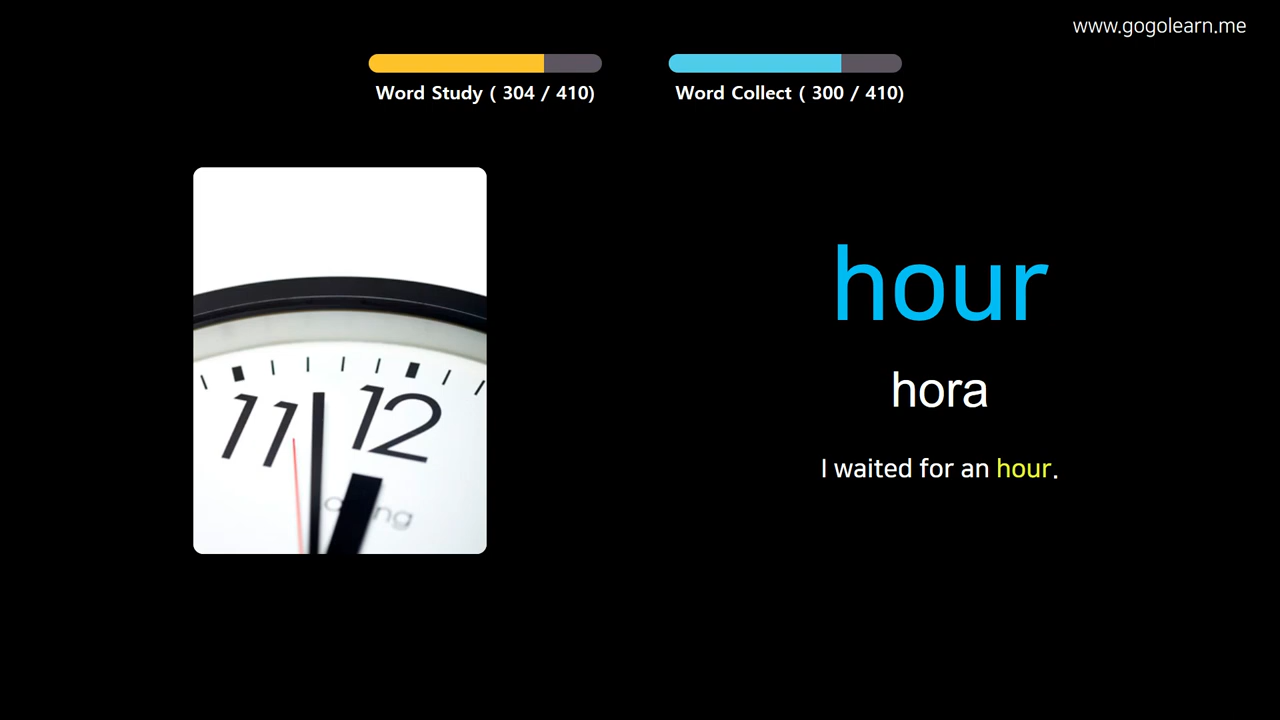 www.gogolearn.me
Word Study ( 304 / 410)
Word Collect ( 300 / 410)
11
12
hour
hora
I waited for an hour.